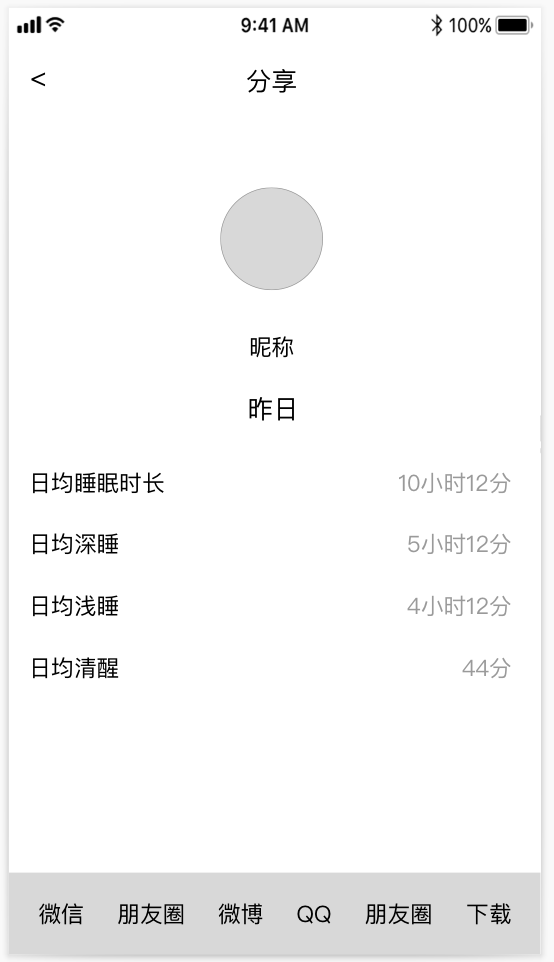 9:41 AM 100%
< 分享
昵称
昨日
日均睡眠时长 10小时12分
日均深睡 5小时12分
日均浅睡 4小时12分
日均清醒 44分
微信 朋友圈 微博 QQ 朋友圈 下载